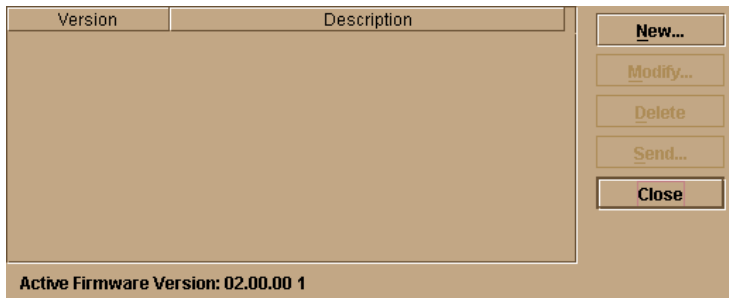 Version Description
New...
Modify...
Delete
Send...
Close
Active Firmware Version: 02.00.00 1